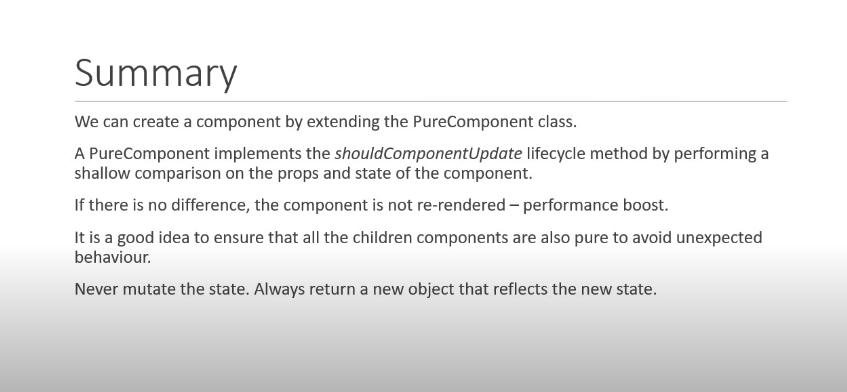 Summary
We can create a component by extending the PureComponent class.
A PureComponent implements the shouldComponentUpdate lifecycle method by performing a
shallow comparison on the props and state of the component.
If there is no difference, the component is not re-rendered – performance boost.
It is a good idea to ensure that all the children components are also pure to avoid unexpected
behaviour.
Never mutate the state. Always return a new object that reflects the new state.